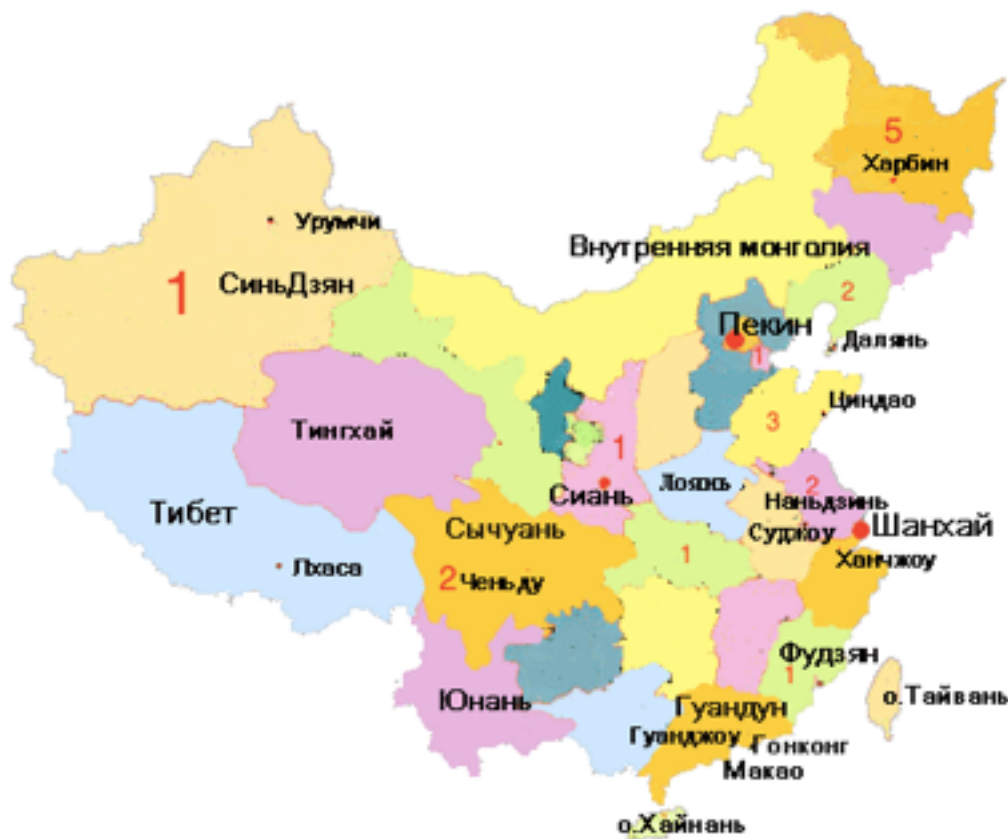 5
Харбин
Урумчи
Внутренняя монголия
1
СиньДзян
2
Пекин
1
Далянь
Циндао
Тингхай
3
1
Тибет
Сиань
Лоянь
2
Наньдзинь
Сычуань
Суджоу
Шанхай
1
Ханчжоу
Лхаса
2 Ченьду
Фудзян
1
Юнань
Гуандун
о.Тайвань
Гуанджоу
Гонконг
Макао
о.Хайнань